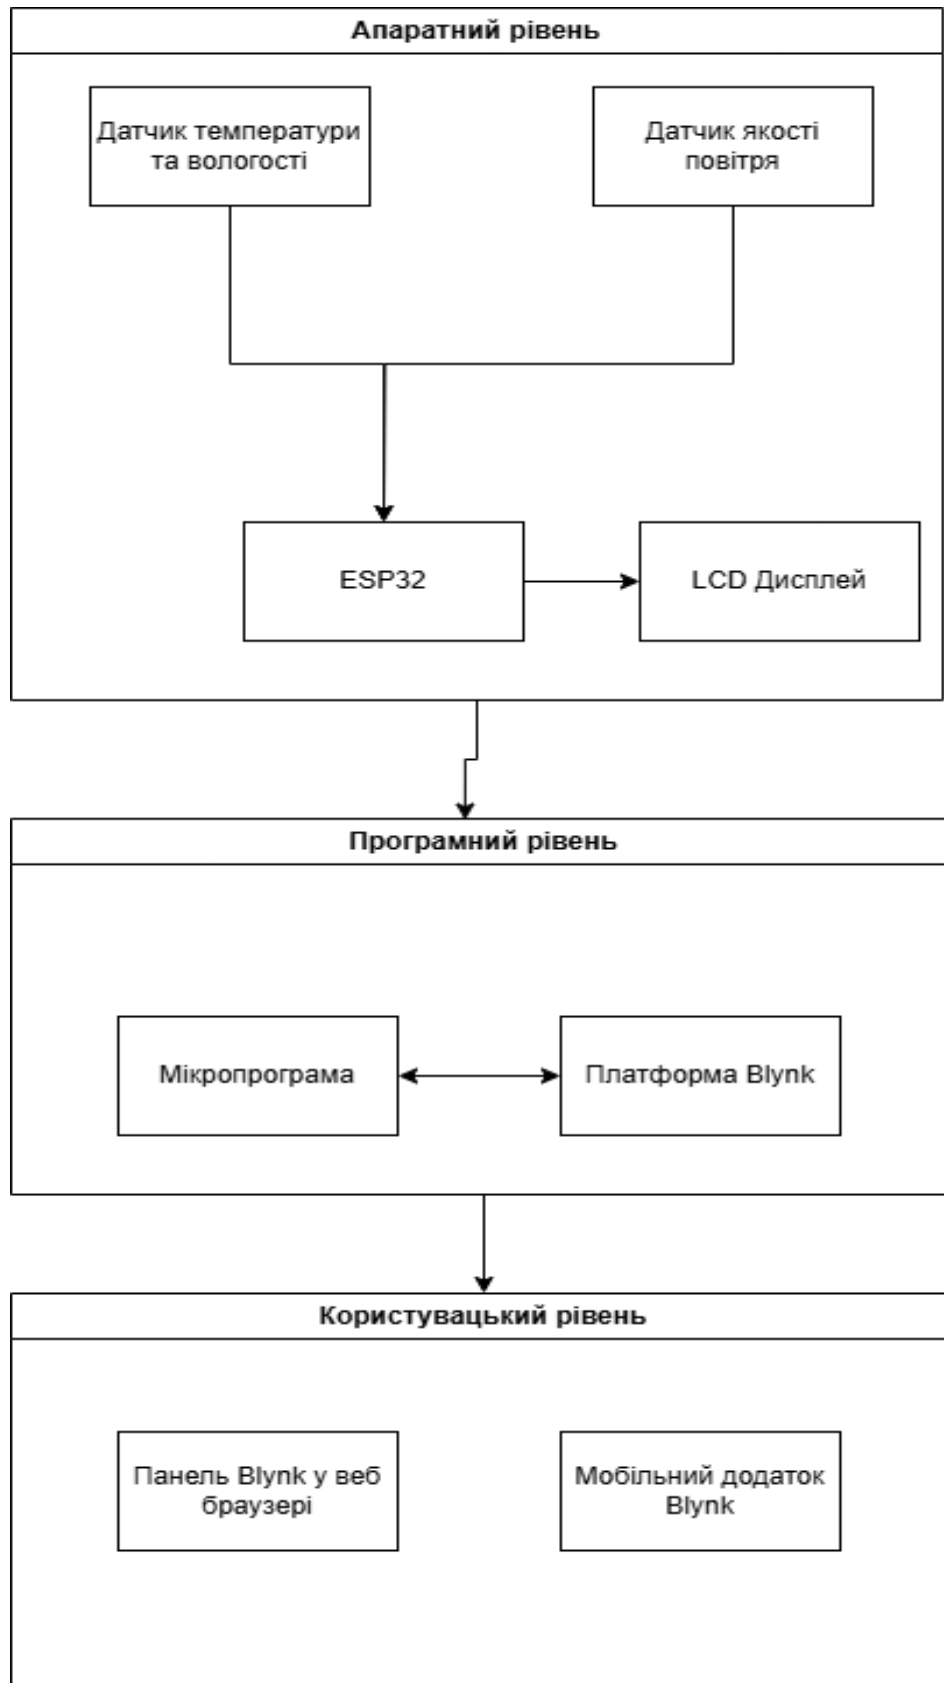 Апаратний рівень
Датчик температури
та вологості
Датчик якості
повітря
ESP32
LCD Дисплей
Програмний рівень
Мікропрограма
Платформа Blynk
Користувацький рівень
Панель Blynk у веб
браузері
Мобільний додаток
Blynk